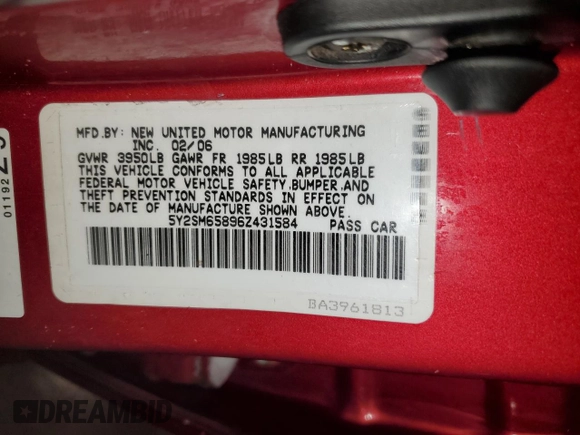 MFD.BY: NEW UNITED MOTOR MANUFACTURING
INC. 02/06
GVWR 3950LB GAWR FR 1985LB RR 1985LB
THIS VEHICLE CONFORMS TO ALL APPLICABLE
FEDERAL MOTOR VEHICLE SAFETY,BUMPER,AND
THEFT PREVENTION STANDARDS IN EFFECT ON
THE DATE OF MANUFACTURE SHOWN ABOVE.
5Y2SM65896Z431584 PASS CAR
BA3961813
01192
DREAMBID